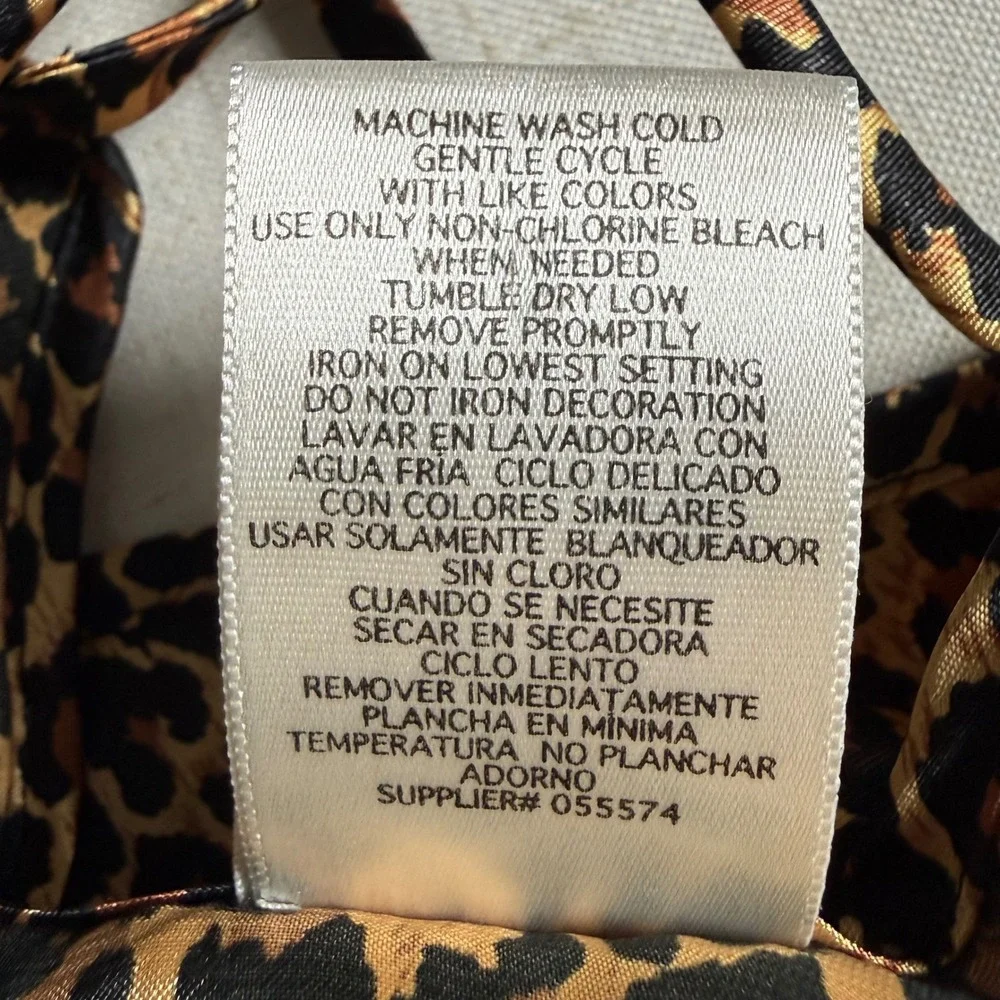 MACHINE WASH COLD
GENTLE CYCLE
WITH LIKE COLORS
USE ONLY NON-CHLORINE BLEACH
WHEN NEEDED
TUMBLE DRY LOW
REMOVE PROMPTLY
IRON ON LOWEST SETTING
DO NOT IRON DECORATION
LAVAR EN LAVADORA CON
AGUA FRÍA CICLO DELICADO
CON COLORES SIMILARES
USAR SOLAMENTE BLANQUEADOR
SIN CLORO
CUANDO SE NECESITE
SECAR EN SECADORA
CICLO LENTO
REMOVER INMEDIATAMENTE
PLANCHA EN MÍNIMA
TEMPERATURA NO PLANCHAR
ADORNO
SUPPLIER# 055574